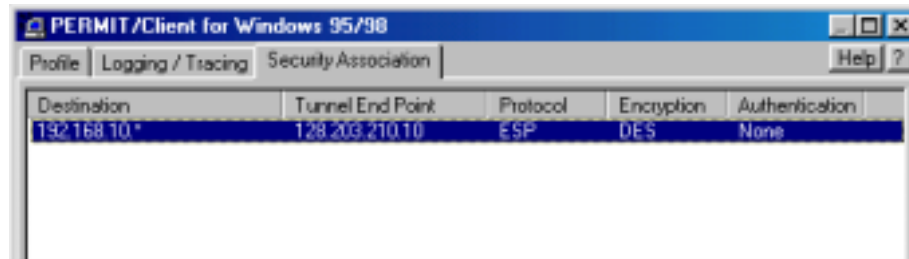 PERMIT/Client for Windows 95/98
Profile Logging / Tracing Security Association Help ?
Destination Tunnel End Point Protocol Encryption Authentication
192.168.10.* 128.203.210.10 ESP DES None